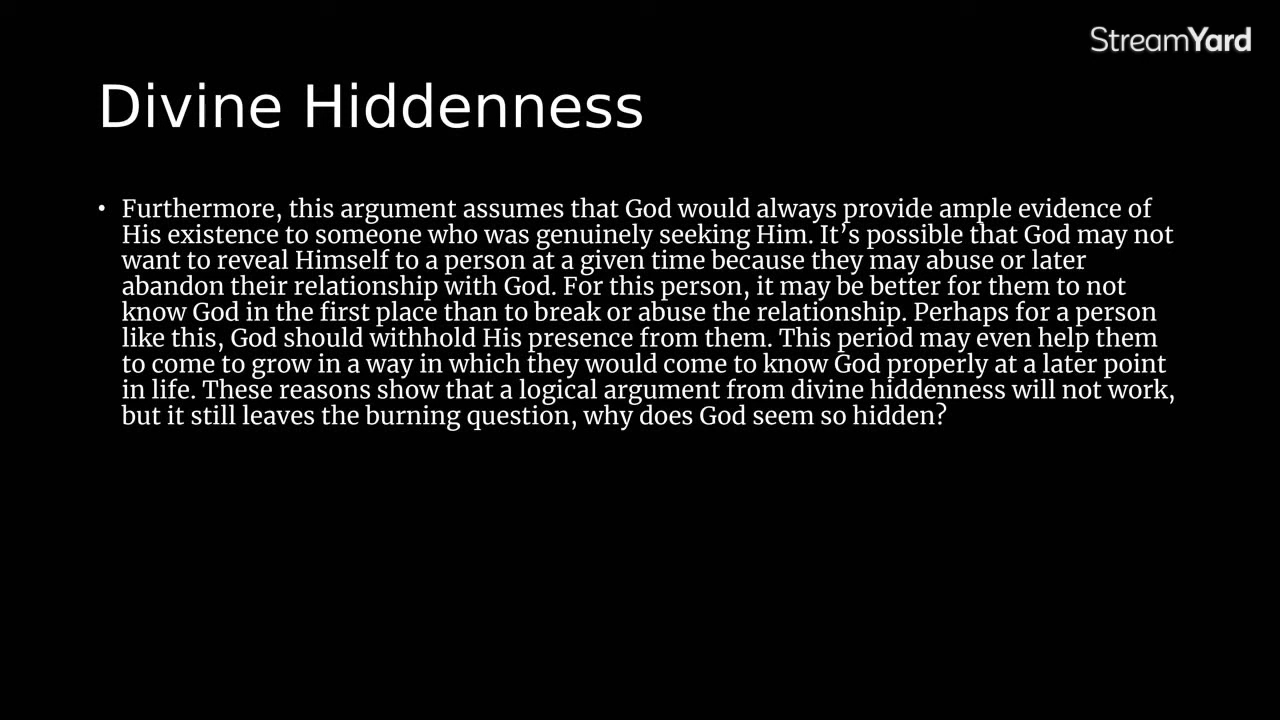 StreamYard
Divine Hiddenness
• Furthermore, this argument assumes that God would always provide ample evidence of
His existence to someone who was genuinely seeking Him. It’s possible that God may not
want to reveal Himself to a person at a given time because they may abuse or later
abandon their relationship with God. For this person, it may be better for them to not
know God in the first place than to break or abuse the relationship. Perhaps for a person
like this, God should withhold His presence from them. This period may even help them
to come to grow in a way in which they would come to know God properly at a later point
in life. These reasons show that a logical argument from divine hiddenness will not work,
but it still leaves the burning question, why does God seem so hidden?